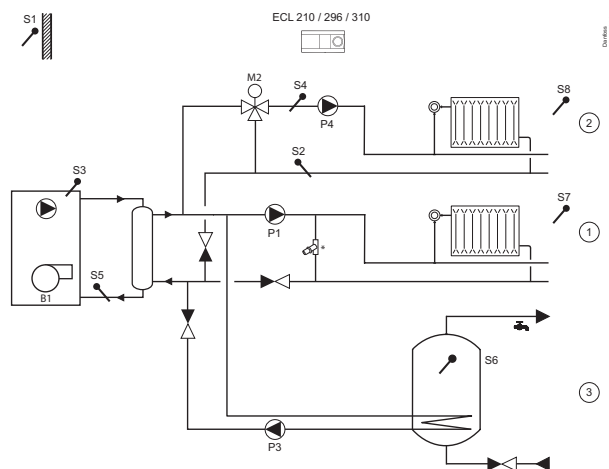 S1
ECL 210 / 296 / 310
Danfoss
M2
S4
P4
S8
2
S2
S3
S7
P1
*
1
S5
B1
S6
3
P3